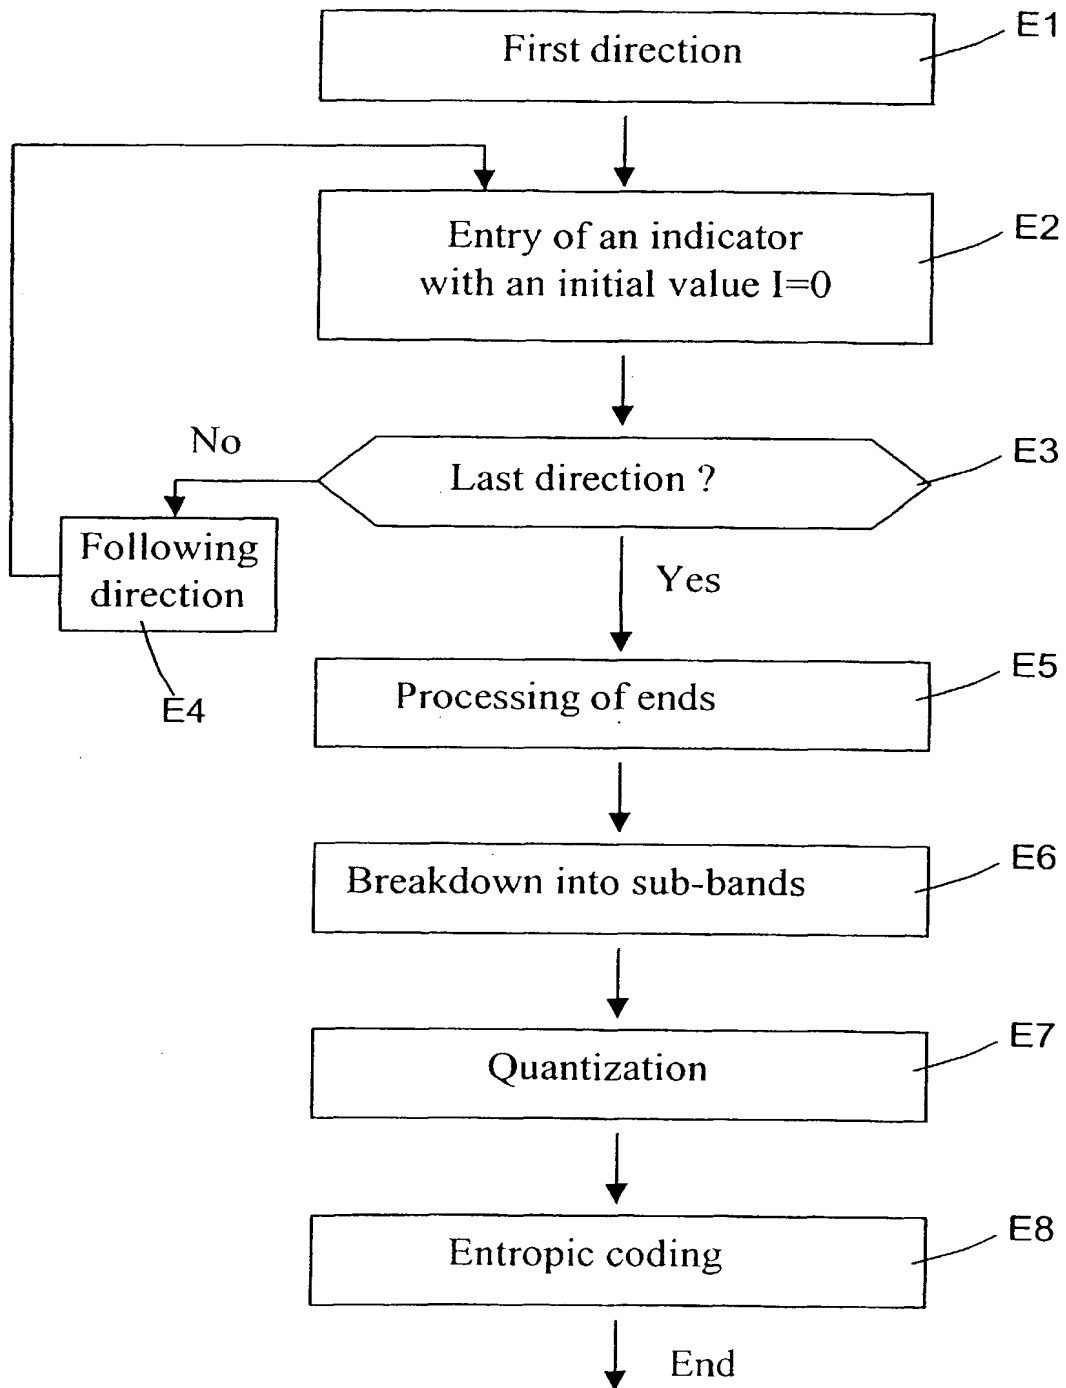 First direction
E1
Entry of an indicator
with an initial value I=0
E2
No
Last direction ?
E3
Following
direction
Yes
E4
Processing of ends
E5
Breakdown into sub-bands
E6
Quantization
E7
Entropic coding
E8
End